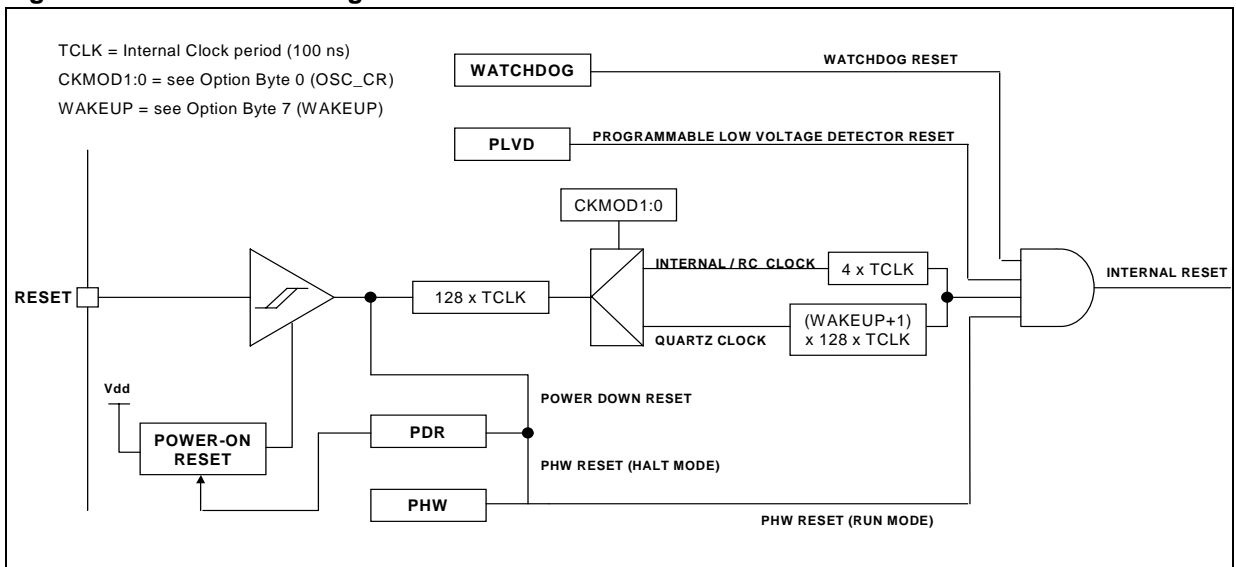 TCLK = Internal Clock period (100 ns)
CKMOD1:0 = see Option Byte 0 (OSC_CR)
WAKEUP = see Option Byte 7 (WAKEUP)
WATCHDOG
WATCHDOG RESET
PLVD
PROGRAMMABLE LOW VOLTAGE DETECTOR RESET
CKMOD1:0
INTERNAL / RC CLOCK
4 x TCLK
INTERNAL RESET
RESET
128 x TCLK
(WAKEUP+1)
x 128 x TCLK
QUARTZ CLOCK
Vdd
POWER DOWN RESET
POWER-ON
RESET
PDR
PHW RESET (HALT MODE)
PHW
PHW RESET (RUN MODE)